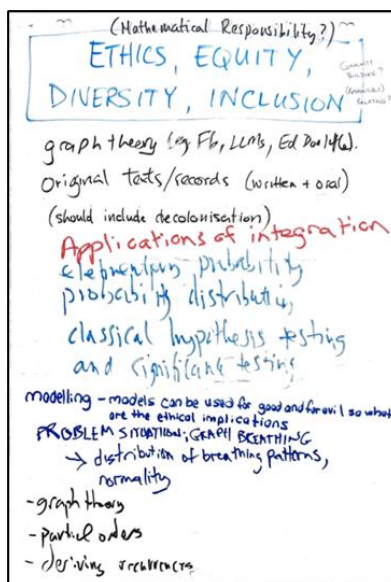 (Mathematical Responsibility?)
ETHICS, EQUITY,
DIVERSITY, INCLUSION
graph theory (eg Fb, LLMs, Ed
Original texts/records (written + oral)
(should include decolonisation)
Applications of integration
elementary probability
probability distribution,
classical hypothesis testing
and significance testing
modelling - models can be used for good and for evil so what
are the ethical implications
PROBLEM SITUATIONS; GRAPH BREATHING
→ distribution of breathing patterns,
normality
- graph theory
- partial orders
- deriving recurrences